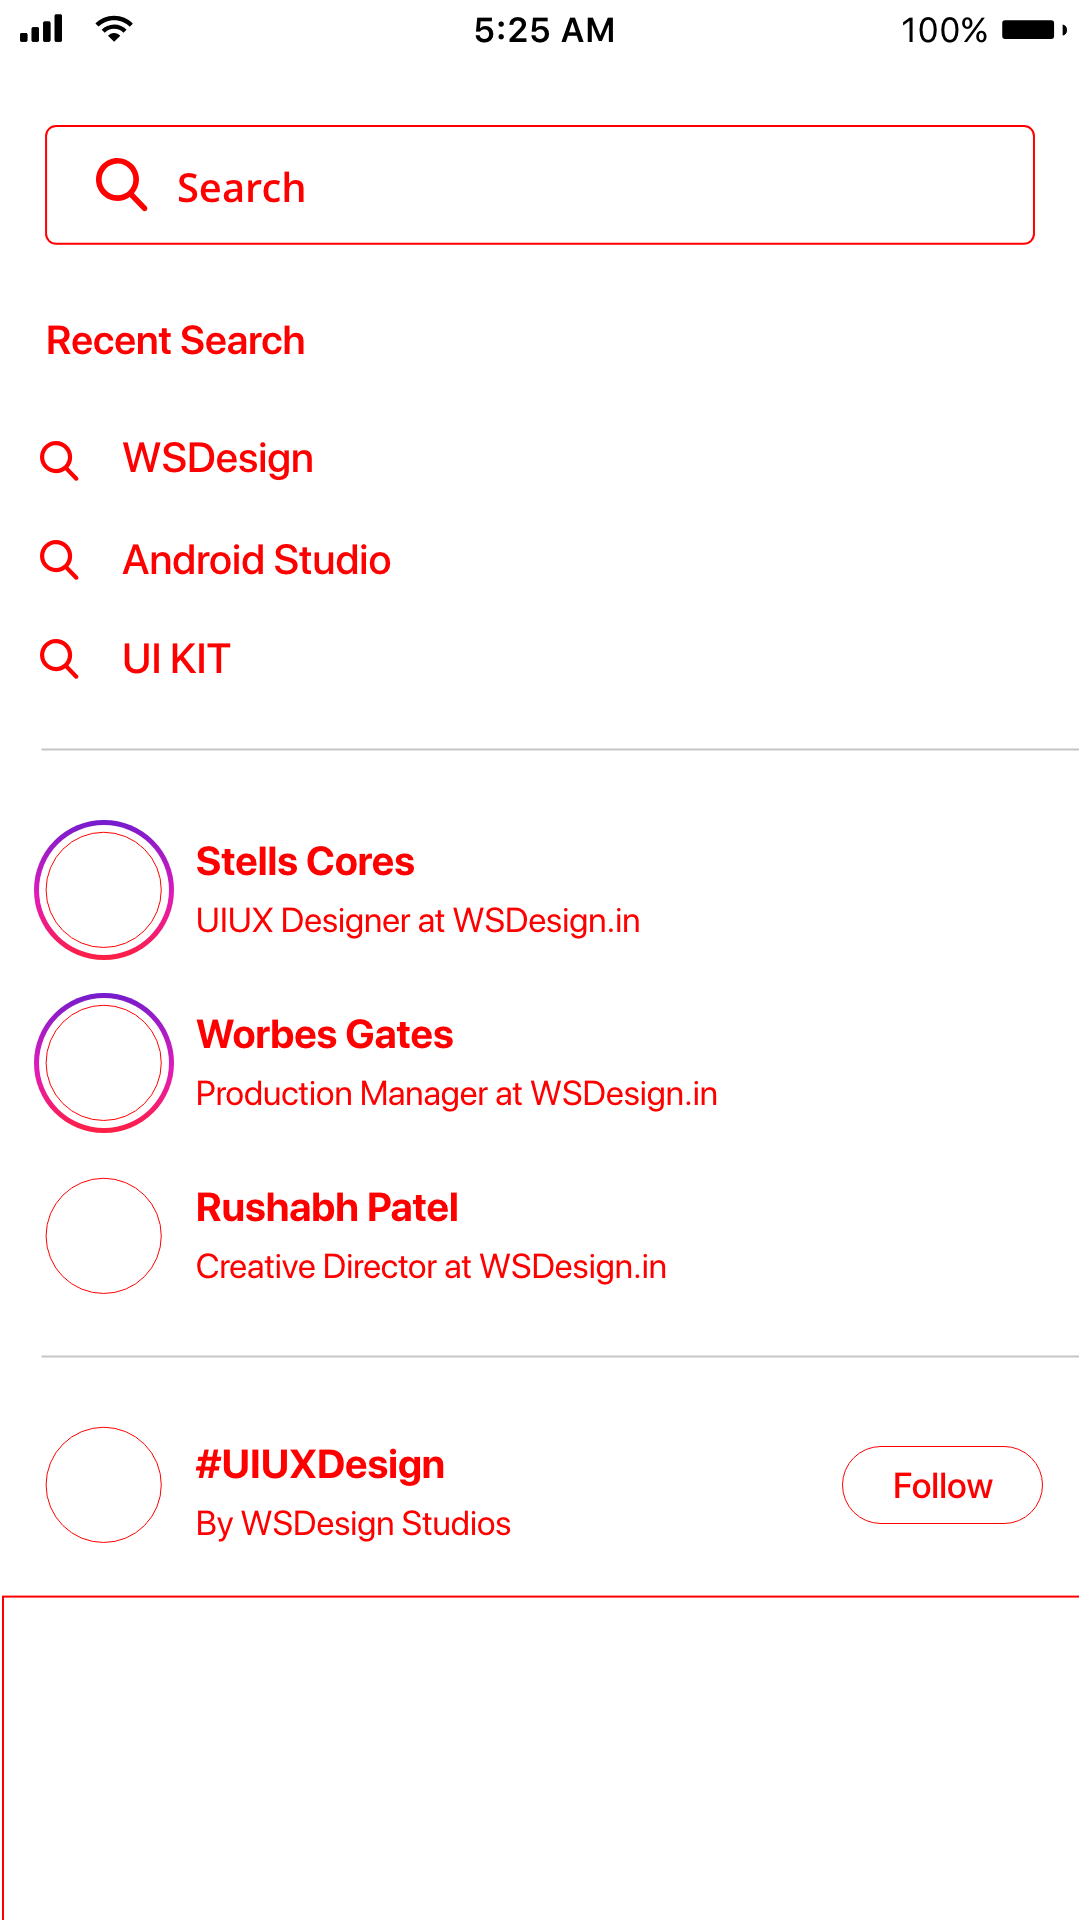 5:25 AM
100%
Search
Recent Search
WSDesign
Android Studio
UI KIT
Stells Cores
UIUX Designer at WSDesign.in
Worbes Gates
Production Manager at WSDesign.in
Rushabh Patel
Creative Director at WSDesign.in
#UIUXDesign
By WSDesign Studios
Follow